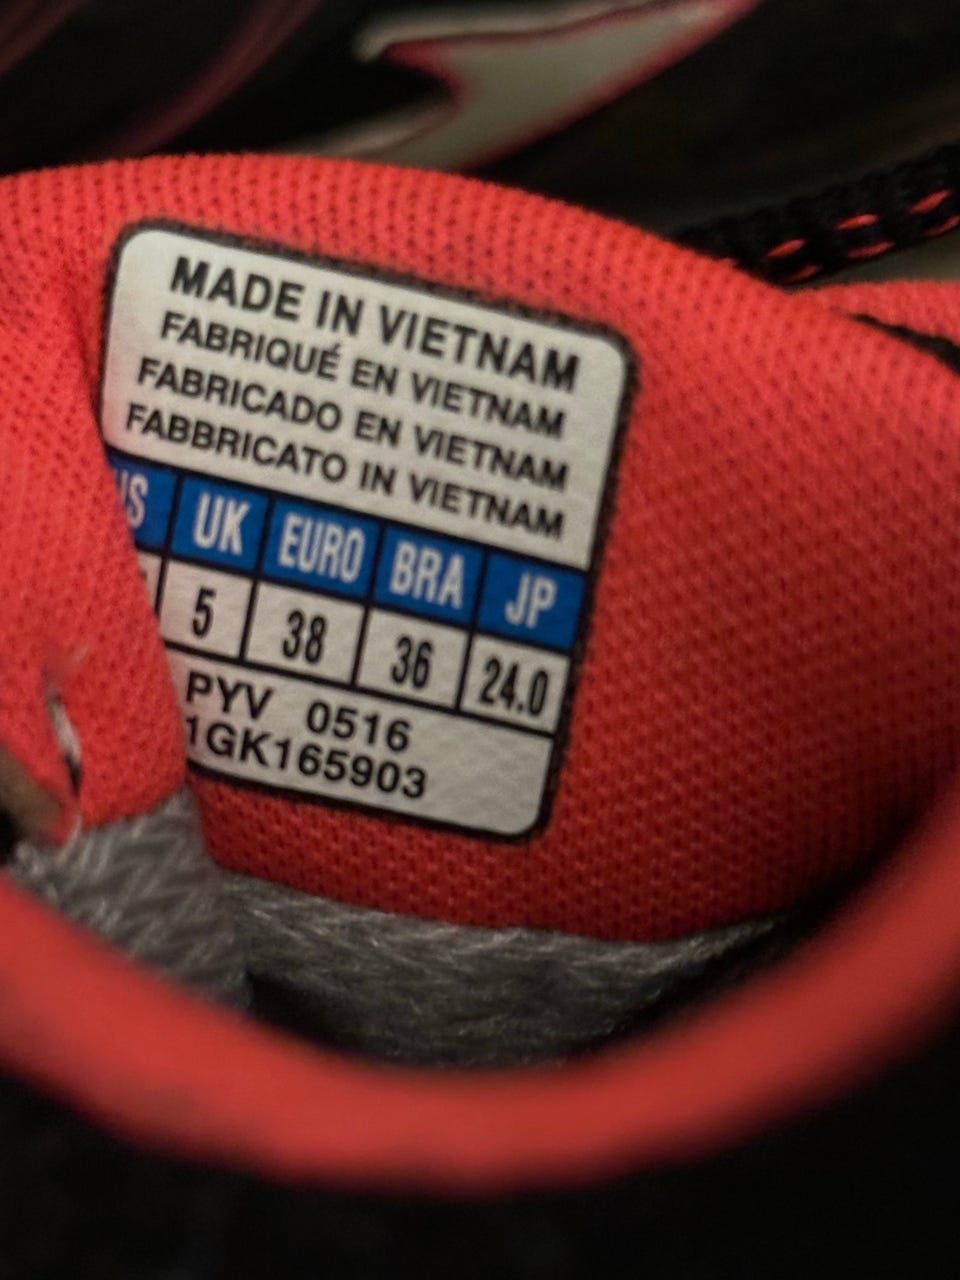 MADE IN VIETNAM
FABRIQUÉ EN VIETNAM
FABRICADO EN VIETNAM
FABBRICATO IN VIETNAM
US UK EURO BRA JP
5 38 36 24.0
PYV 0516
1GK165903